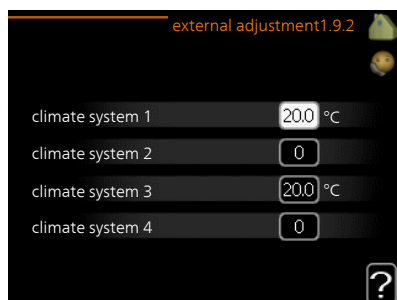 external adjustment1.9.2
climate system 1 20.0 °C
climate system 2 0
climate system 3 20.0 °C
climate system 4 0
?